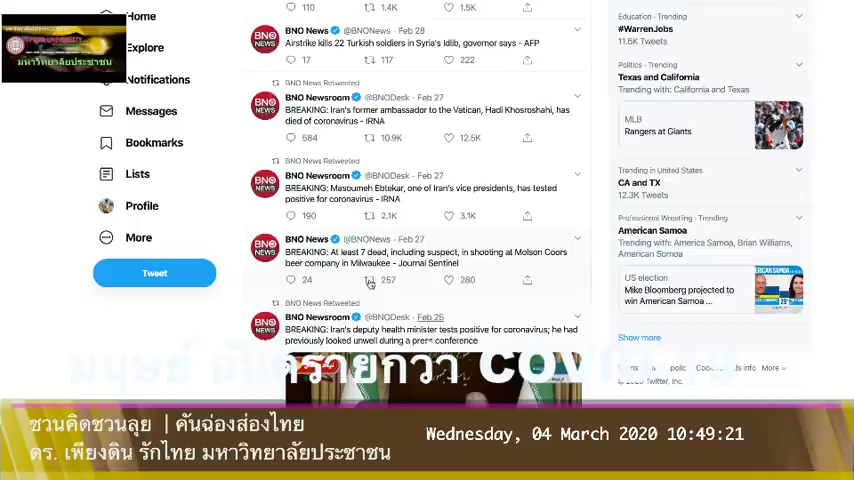 Home
Explore
Notifications
Messages
Bookmarks
Lists
Profile
More
Tweet
มหาวิทยาลัยประชาชน
110 1.4K 1.5K
BNO News @BNONews · Feb 28
Airstrike kills 22 Turkish soldiers in Syria's Idlib, governor says - AFP
17 117 222
BNO News Retweeted
BNO Newsroom @BNODesk · Feb 27
BREAKING: Iran's former ambassador to the Vatican, Hadi Khosroshahi, has
died of coronavirus - IRNA
584 10.9K 12.5K
BNO News Retweeted
BNO Newsroom @BNODesk · Feb 27
BREAKING: Masoumeh Ebtekar, one of Iran's vice presidents, has tested
positive for coronavirus - IRNA
190 2.1K 3.1K
BNO News @BNONews · Feb 27
BREAKING: At least 7 dead, including suspect, in shooting at Molson Coors
beer company in Milwaukee - Journal Sentinel
24 257 280
BNO News Retweeted
BNO Newsroom @BNODesk · Feb 25
BREAKING: Iran's deputy health minister tests positive for coronavirus; he had
previously looked unwell during a press conference
Education · Trending
#WarrenJobs
11.6K Tweets
Politics · Trending
Texas and California
Trending with: California and Texas
MLB
Rangers at Giants
Trending in United States
CA and TX
12.3K Tweets
Professional Wrestling · Trending
American Samoa
Trending with: America Samoa, Brian Williams,
American Somoa
US election
Mike Bloomberg projected to
win American Samoa ...
Show more
More
© 2020 Twitter, Inc.
มนุษย์
ชวนคิดชวนลุย | คันฉ่องส่องไทย
ดร. เพียงดิน รักไทย มหาวิทยาลัยประชาชน
Wednesday, 04 March 2020 10:49:21